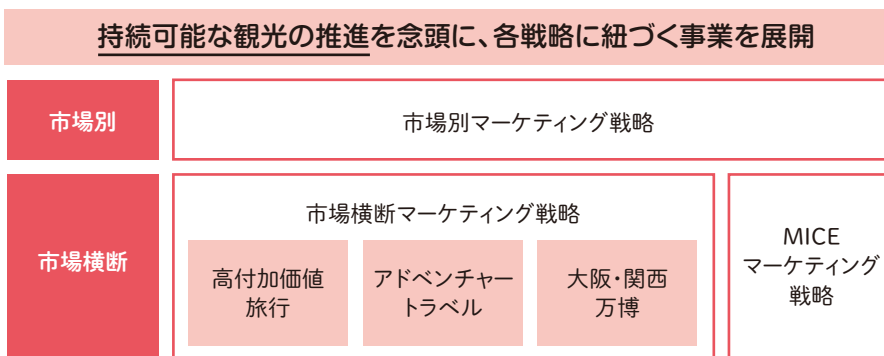 持続可能な観光の推進を念頭に、各戦略に紐づく事業を展開
市場別
市場別マーケティング戦略
市場横断
市場横断マーケティング戦略
高付加価値
旅行
アドベンチャー
トラベル
大阪・関西
万博
MICE
マーケティング
戦略